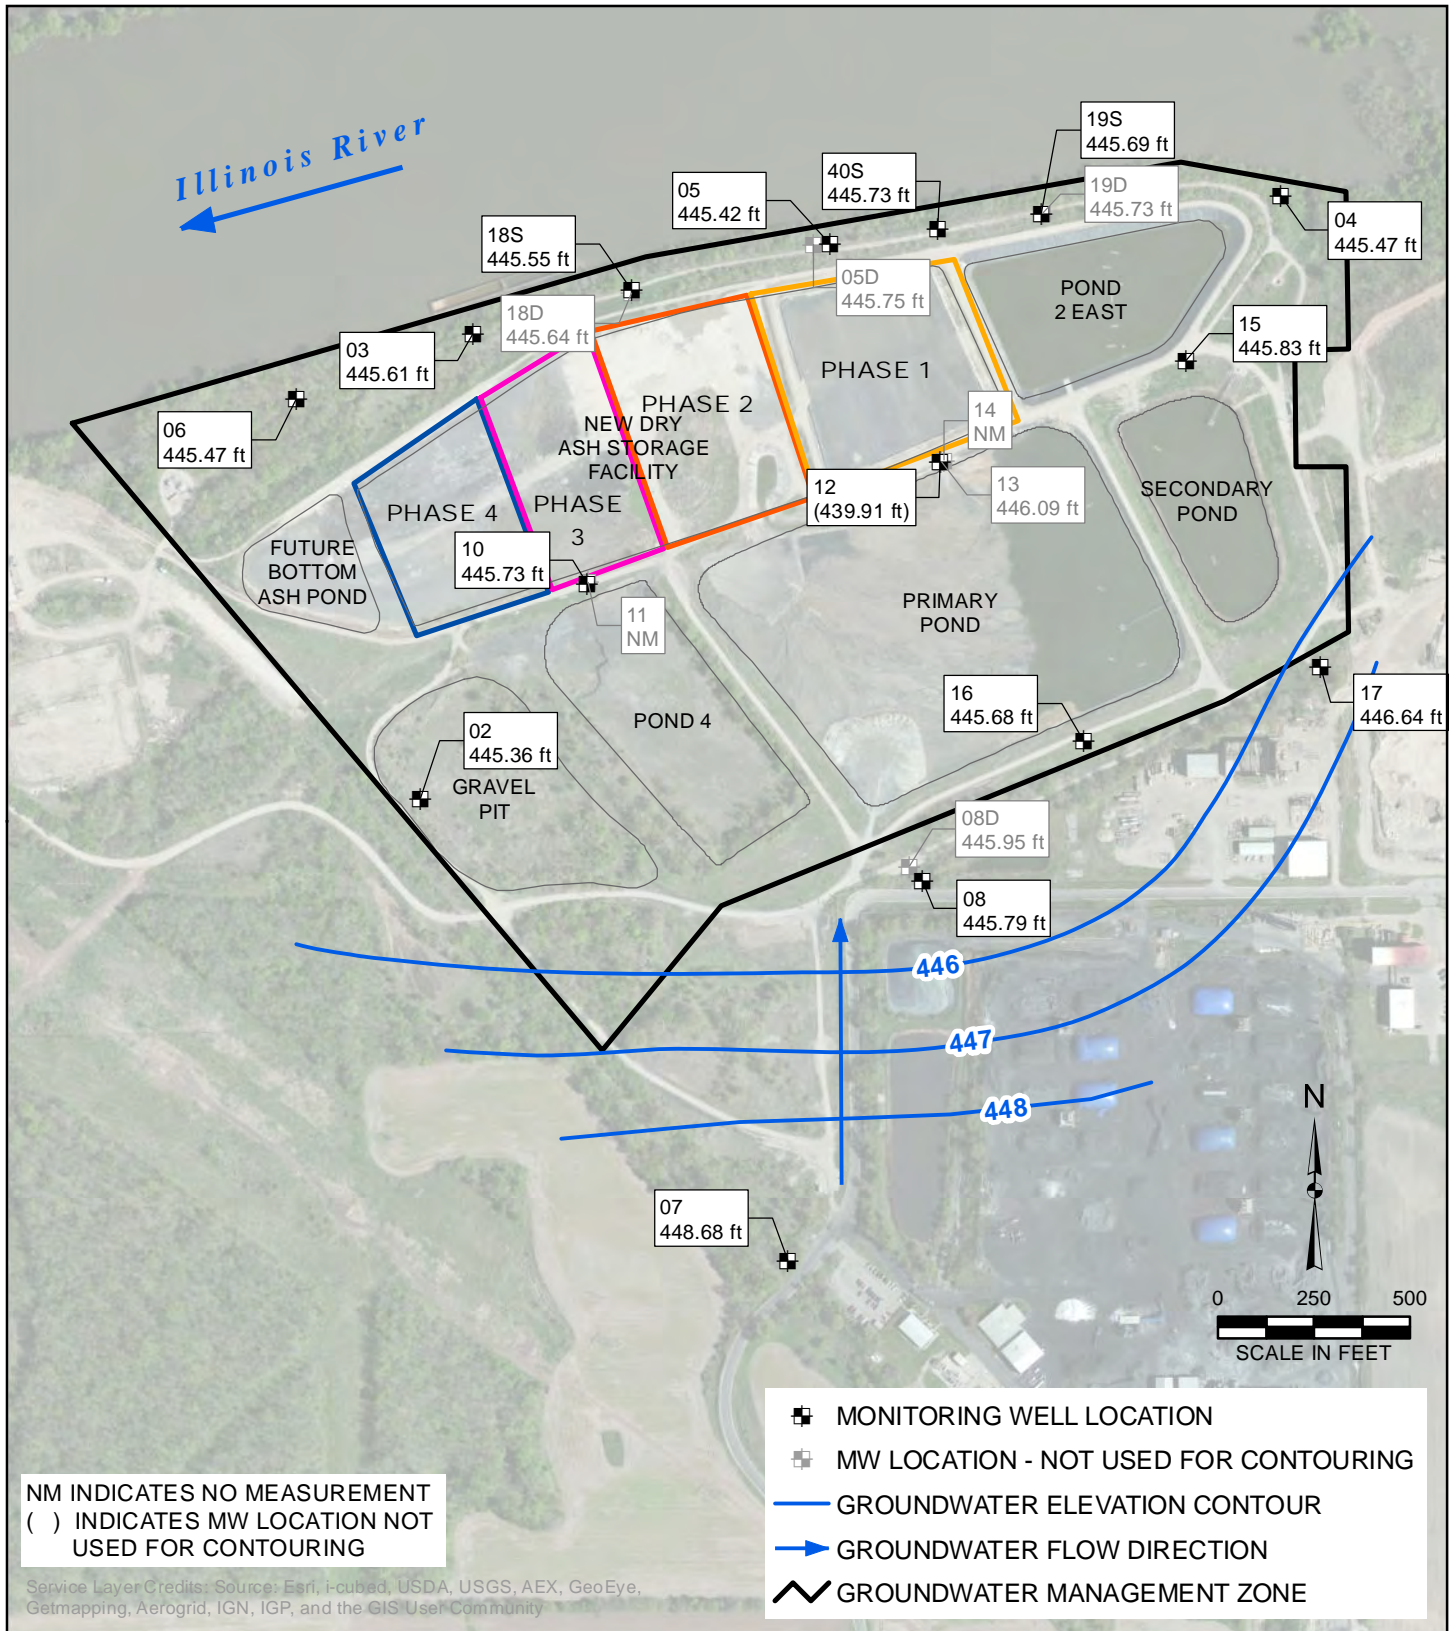 Illinois River
19S
445.69 ft
40S
445.73 ft
19D
445.73 ft
05
445.42 ft
04
445.47 ft
18S
445.55 ft
05D
445.75 ft
POND
2 EAST
18D
445.64 ft
15
445.83 ft
03
445.61 ft
PHASE 1
PHASE 2
14
NM
06
445.47 ft
NEW DRY
ASH STORAGE
FACILITY
12
(439.91 ft)
13
446.09 ft
SECONDARY
POND
PHASE 4
PHASE
3
10
445.73 ft
FUTURE
BOTTOM
ASH POND
PRIMARY
POND
11
NM
16
445.68 ft
17
446.64 ft
POND 4
02
445.36 ft
GRAVEL
PIT
08D
445.95 ft
08
445.79 ft
446
447
448
N
07
448.68 ft
0 250 500
SCALE IN FEET
MONITORING WELL LOCATION
MW LOCATION - NOT USED FOR CONTOURING
GROUNDWATER ELEVATION CONTOUR
GROUNDWATER FLOW DIRECTION
GROUNDWATER MANAGEMENT ZONE
NM INDICATES NO MEASUREMENT
( ) INDICATES MW LOCATION NOT
USED FOR CONTOURING
Service Layer Credits: Source: Esri, i-cubed, USDA, USGS, AEX, GeoEye,
Getmapping, Aerogrid, IGN, IGP, and the GIS User Community